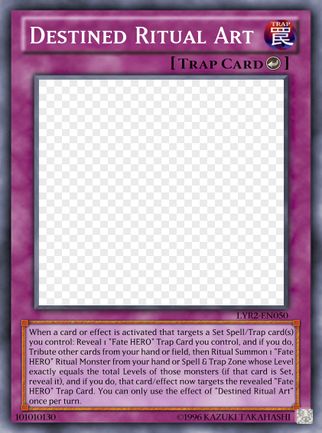 DESTINED RITUAL ART
TRAP
罠
[TRAP CARD]
LYR2-EN050
When a card or effect is activated that targets a Set Spell/Trap card(s)
you control: Reveal 1 "Fate HERO" Trap Card you control, and if you do,
Tribute other cards from your hand or field, then Ritual Summon 1 "Fate
HERO" Ritual Monster from your hand or Spell & Trap Zone whose Level
exactly equals the total Levels of those monsters (if that card is Set,
reveal it), and if you do, that card/effect now targets the revealed "Fate
HERO" Trap Card. You can only use the effect of "Destined Ritual Art"
once per turn.
101010130
©1996 KAZUKI TAKAHASHI